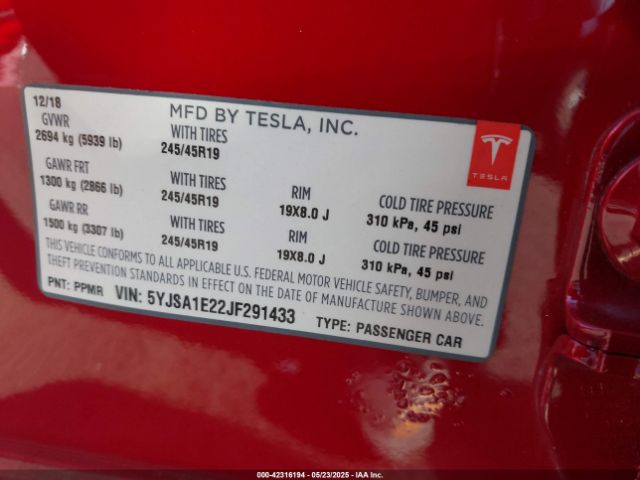 12/18 MFD BY TESLA, INC.
GVWR WITH TIRES
2694 kg (5939 lb) 245/45R19
TESLA
GAWR FRT WITH TIRES RIM COLD TIRE PRESSURE
1300 kg (2866 lb) 245/45R19 19X8.0 J 310 kPa, 45 psi
GAWR RR WITH TIRES RIM COLD TIRE PRESSURE
1500 kg (3307 lb) 245/45R19 19X8.0 J 310 kPa, 45 psi
THIS VEHICLE CONFORMS TO ALL APPLICABLE U.S. FEDERAL MOTOR VEHICLE SAFETY, BUMPER, AND
THEFT PREVENTION STANDARDS IN EFFECT ON THE DATE OF MANUFACTURE SHOWN ABOVE.
PNT: PPMR VIN: 5YJSA1E22JF291433 TYPE: PASSENGER CAR
000-42316194 - 05/23/2025 - IAA Inc.